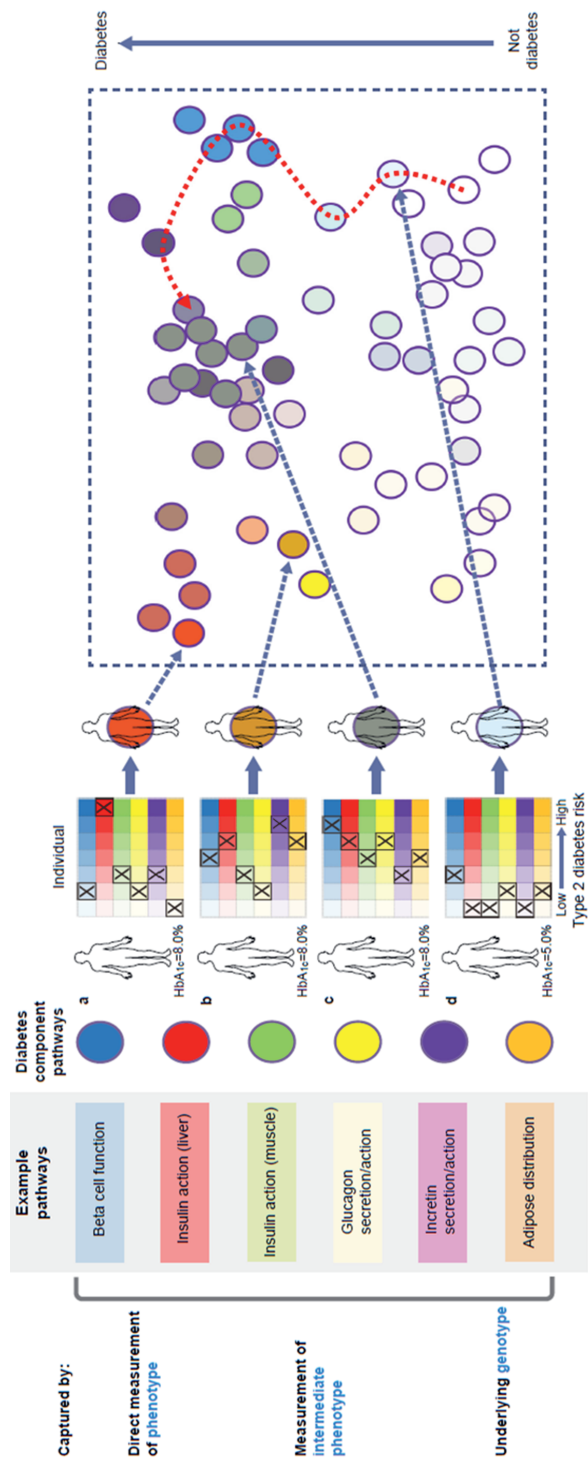 Captured by:
Direct measurement
of phenotype
Measurement of
intermediate
phenotype
Underlying genotype
Example
pathways
Beta cell function
Insulin action (liver)
Insulin action (muscle)
Glucagon
secretion/action
Incretin
secretion/action
Adipose distribution
Diabetes
component
pathways
Individual
a
HbA1c=8.0%
b
HbA1c=8.0%
c
HbA1c=8.0%
d
HbA1c=5.0%
Low
High
Type 2 diabetes risk
Diabetes
Not
diabetes